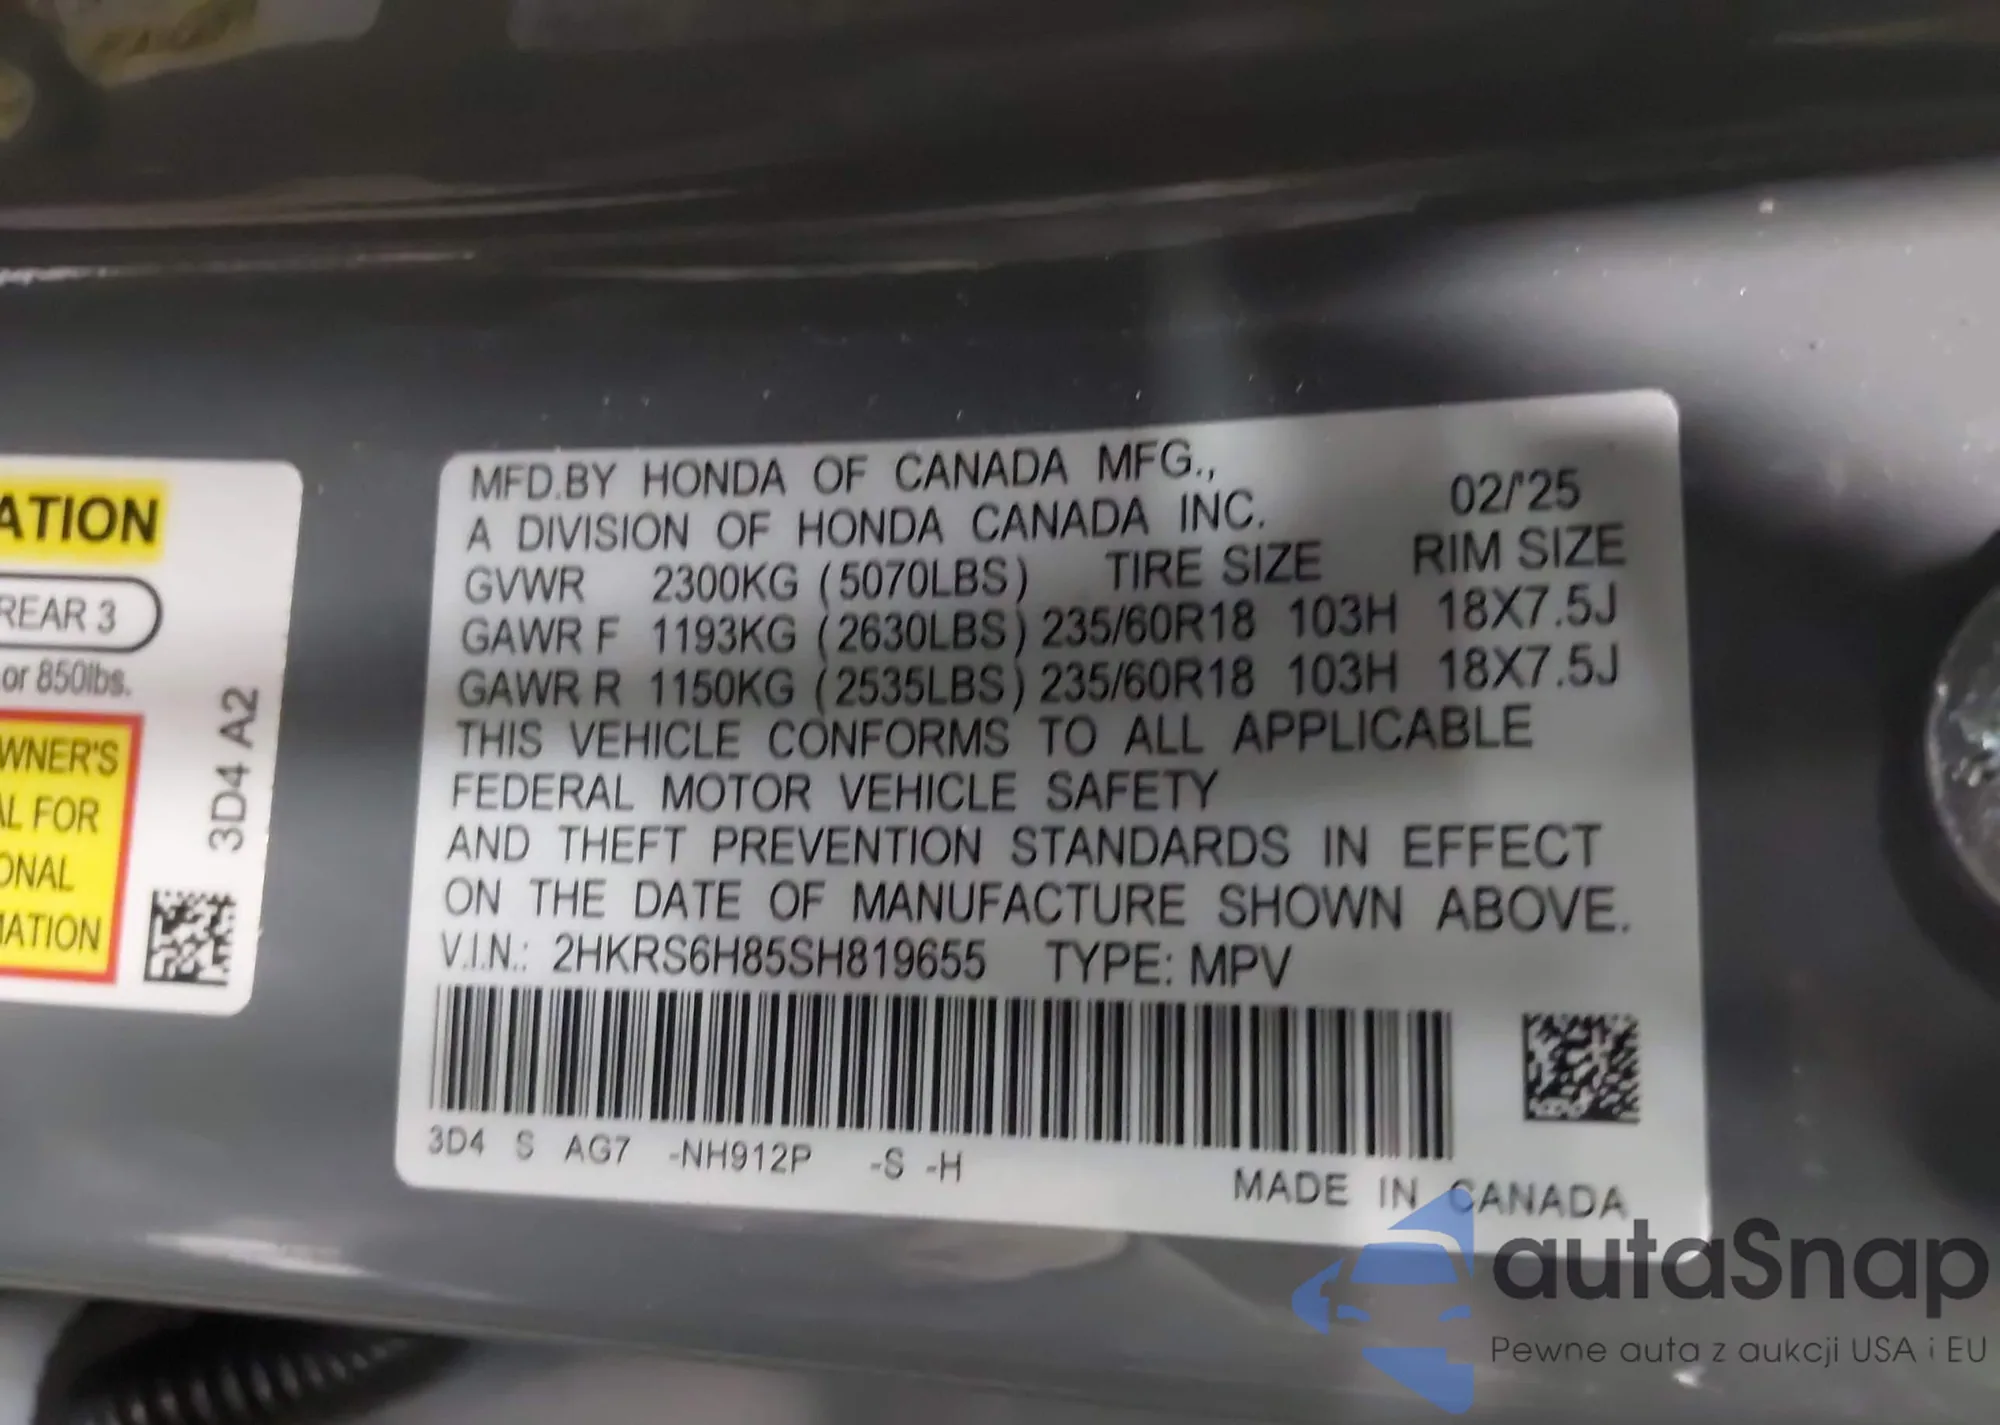 ATION
REAR 3
or 850lbs.
WNER'S
AL FOR
ONAL
MATION
3D4 A2
MFD.BY HONDA OF CANADA MFG.,
A DIVISION OF HONDA CANADA INC. 02/'25
GVWR 2300KG (5070LBS) TIRE SIZE RIM SIZE
GAWR F 1193KG (2630LBS) 235/60R18 103H 18X7.5J
GAWR R 1150KG (2535LBS) 235/60R18 103H 18X7.5J
THIS VEHICLE CONFORMS TO ALL APPLICABLE
FEDERAL MOTOR VEHICLE SAFETY
AND THEFT PREVENTION STANDARDS IN EFFECT
ON THE DATE OF MANUFACTURE SHOWN ABOVE.
V.I.N.: 2HKRS6H85SH819655 TYPE: MPV
3D4 S AG7 -NH912P -S -H
MADE IN CANADA
autaSnap
Pewne auta z aukcji USA i EU